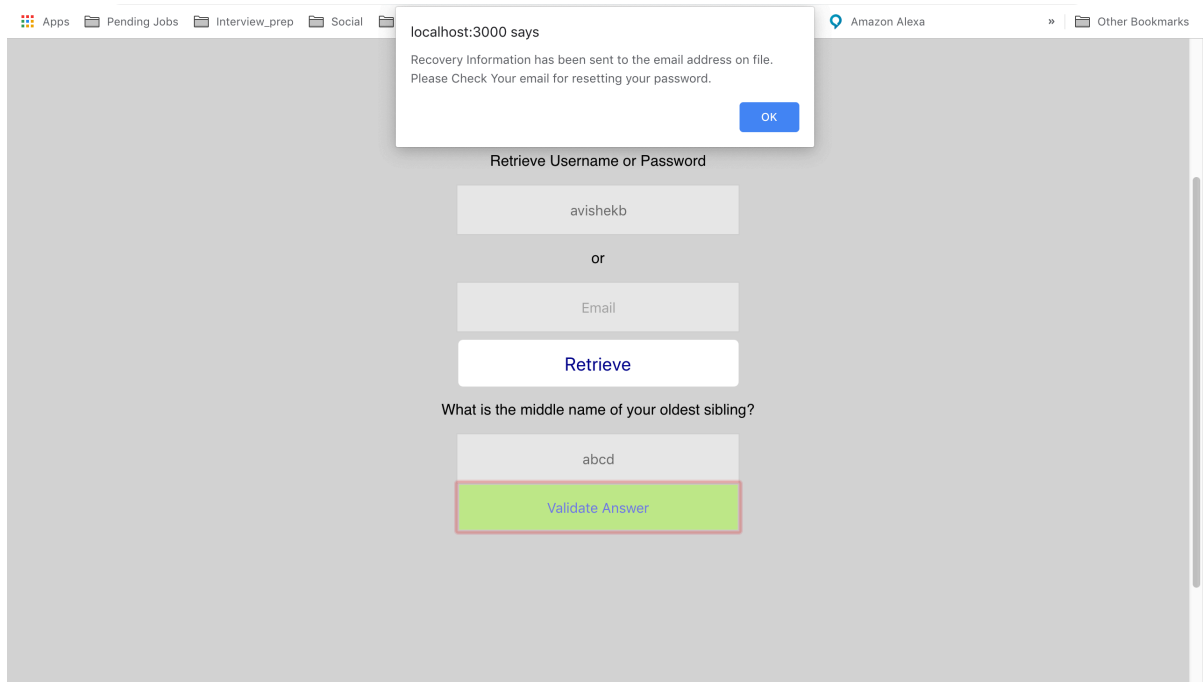 Apps Pending Jobs Interview_prep Social Amazon Alexa » Other Bookmarks
localhost:3000 says
Recovery Information has been sent to the email address on file.
Please Check Your email for resetting your password.
OK
Retrieve Username or Password
avishekb
or
Email
Retrieve
What is the middle name of your oldest sibling?
abcd
Validate Answer